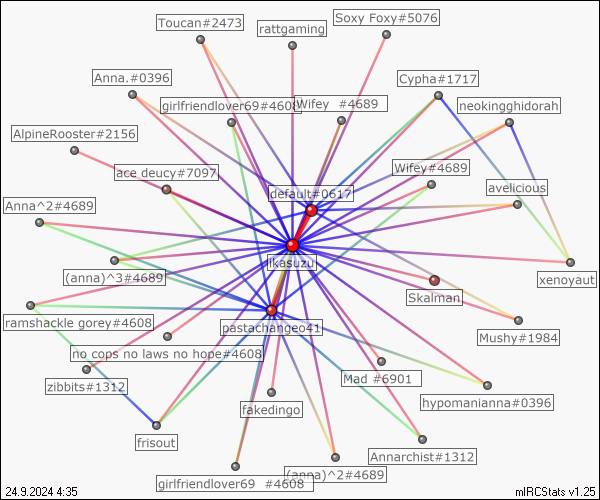 Toucan#2473
Soxy Foxy#5076
rattgaming
Anna.#0396
Cypha#1717
girlfriendlover69#4608
Wifey #4689
neokingghidorah
AlpineRooster#2156
ace deucy#7097
Wifey#4689
default#0617
avelicious
Anna^2#4689
ikasuzui
(anna)^3#4689
xenoyaut
Skalman
ramshackle gorey#4608
pastachangeo41
Mushy#1984
no cops no laws no hope#4608
zibbits#1312
Mad #6901
hypomanianna#0396
fakedingo
frisout
Annarchist#1312
(anna)^2#4689
girlfriendlover69 #4608
24.9.2024 4:35
mIRCStats v1.25